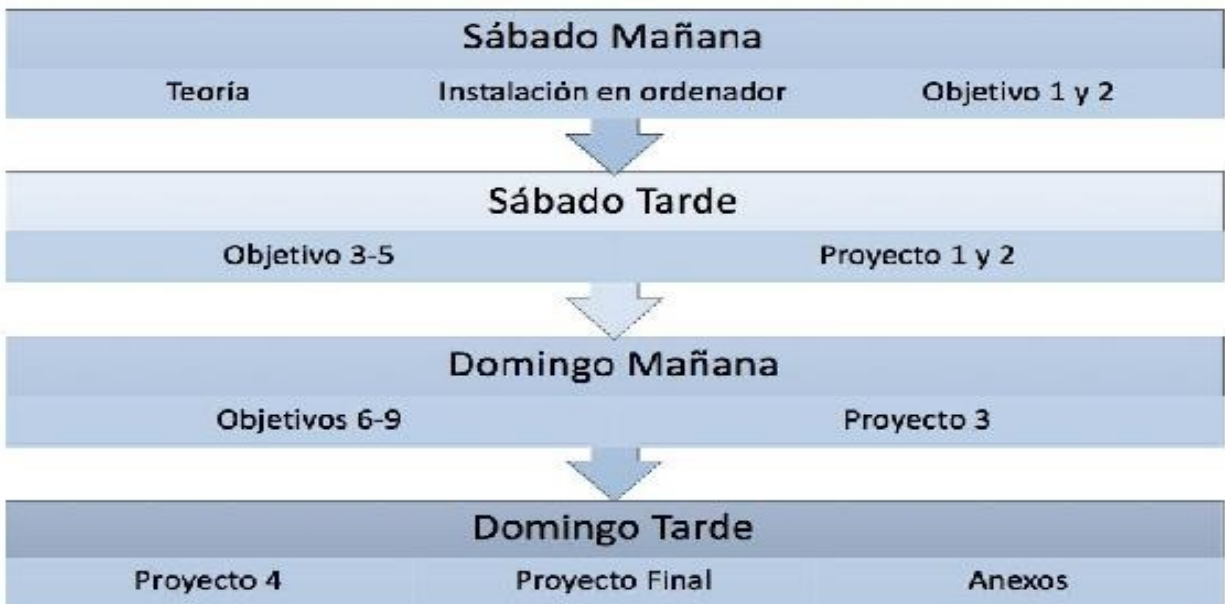 Sábado Mañana
Teoría Instalación en ordenador Objetivo 1 y 2
Sábado Tarde
Objetivo 3-5 Proyecto 1 y 2
Domingo Mañana
Objetivos 6-9 Proyecto 3
Domingo Tarde
Proyecto 4 Proyecto Final Anexos